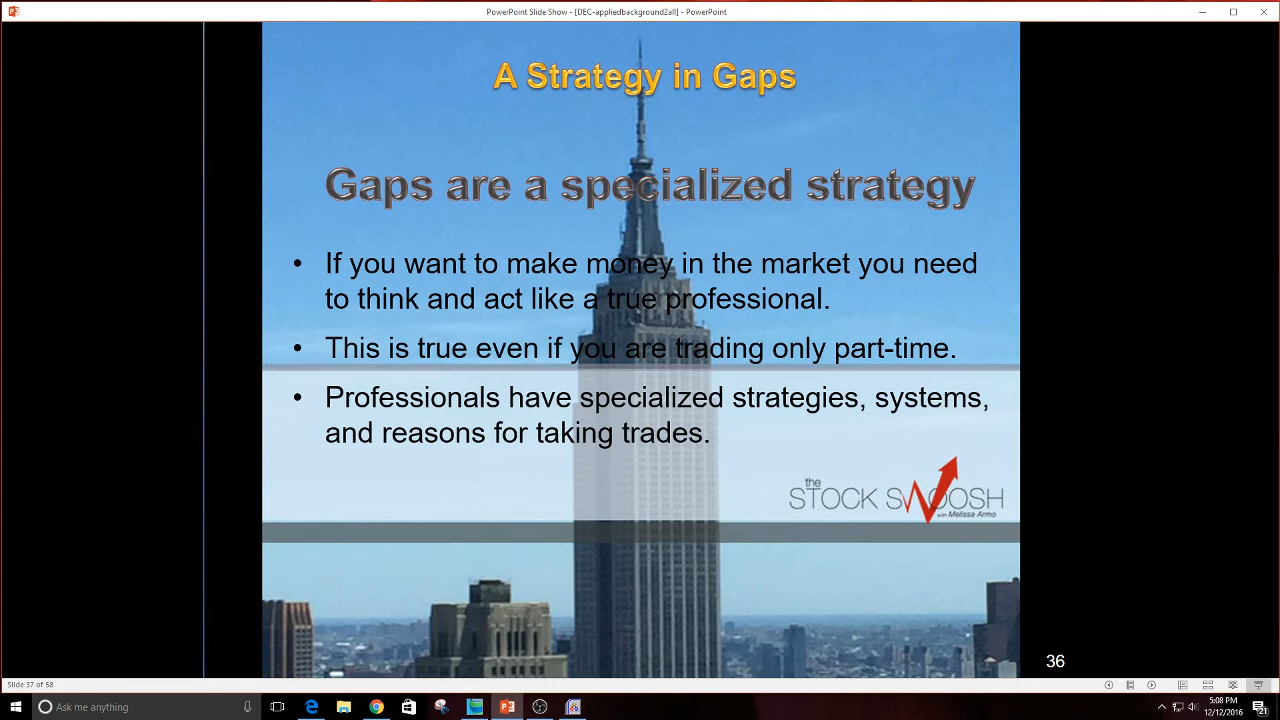 PowerPoint Slide Show - [DEC-appliedbackground2all] - PowerPoint
A Strategy in Gaps
Gaps are a specialized strategy
• If you want to make money in the market you need
to think and act like a true professional.
• This is true even if you are trading only part-time.
• Professionals have specialized strategies, systems,
and reasons for taking trades.
the
STOCK SWOOSH
with Melissa Armo
36
Slide 37 of 58
Ask me anything
5:08 PM
12/12/2016